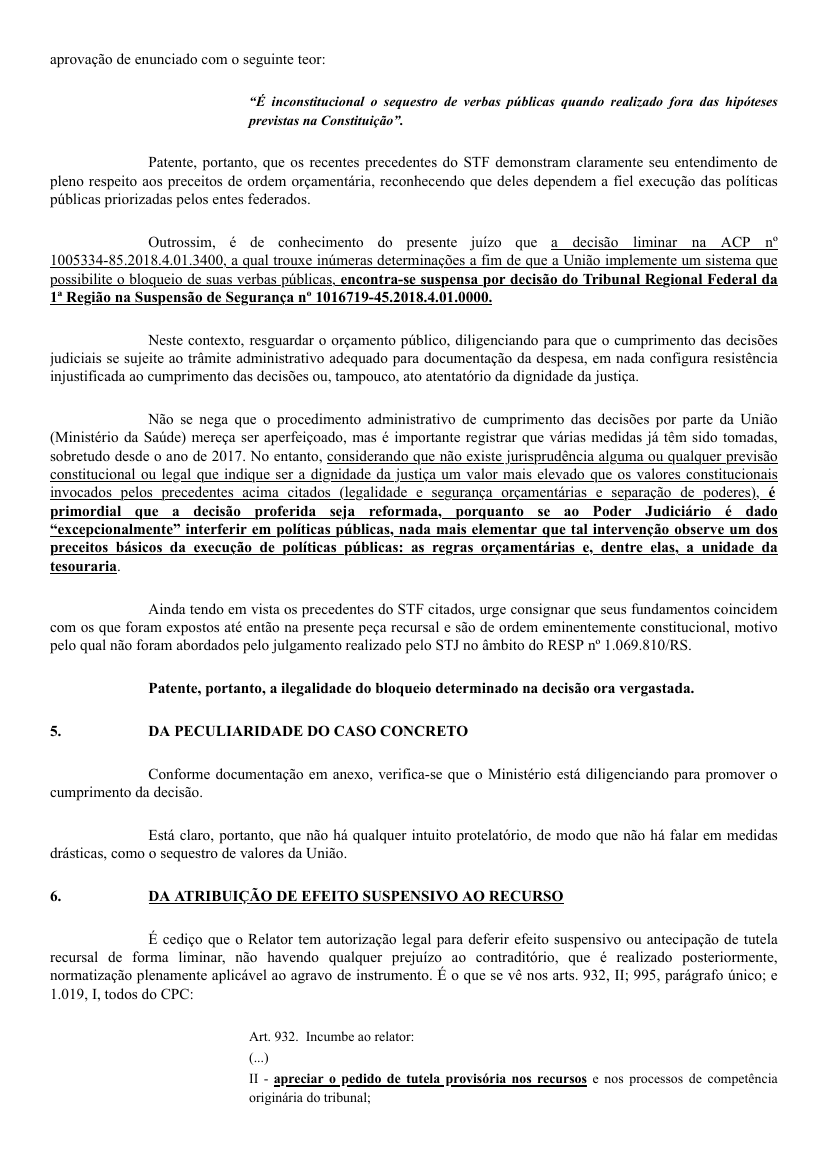 aprovação de enunciado com o seguinte teor:
“É inconstitucional o sequestro de verbas públicas quando realizado fora das hipóteses
previstas na Constituição”.
Patente, portanto, que os recentes precedentes do STF demonstram claramente seu entendimento de
pleno respeito aos preceitos de ordem orçamentária, reconhecendo que deles dependem a fiel execução das políticas
públicas priorizadas pelos entes federados.
Outrossim, é de conhecimento do presente juízo que a decisão liminar na ACP nº
1005334-85.2018.4.01.3400, a qual trouxe inúmeras determinações a fim de que a União implemente um sistema que
possibilite o bloqueio de suas verbas públicas, encontra-se suspensa por decisão do Tribunal Regional Federal da
1ª Região na Suspensão de Segurança nº 1016719-45.2018.4.01.0000.
Neste contexto, resguardar o orçamento público, diligenciando para que o cumprimento das decisões
judiciais se sujeite ao trâmite administrativo adequado para documentação da despesa, em nada configura resistência
injustificada ao cumprimento das decisões ou, tampouco, ato atentatório da dignidade da justiça.
Não se nega que o procedimento administrativo de cumprimento das decisões por parte da União
(Ministério da Saúde) mereça ser aperfeiçoado, mas é importante registrar que várias medidas já têm sido tomadas,
sobretudo desde o ano de 2017. No entanto, considerando que não existe jurisprudência alguma ou qualquer previsão
constitucional ou legal que indique ser a dignidade da justiça um valor mais elevado que os valores constitucionais
invocados pelos precedentes acima citados (legalidade e segurança orçamentárias e separação de poderes), é
primordial que a decisão proferida seja reformada, porquanto se ao Poder Judiciário é dado
“excepcionalmente” interferir em políticas públicas, nada mais elementar que tal intervenção observe um dos
preceitos básicos da execução de políticas públicas: as regras orçamentárias e, dentre elas, a unidade da
tesouraria.
Ainda tendo em vista os precedentes do STF citados, urge consignar que seus fundamentos coincidem
com os que foram expostos até então na presente peça recursal e são de ordem eminentemente constitucional, motivo
pelo qual não foram abordados pelo julgamento realizado pelo STJ no âmbito do RESP nº 1.069.810/RS.
Patente, portanto, a ilegalidade do bloqueio determinado na decisão ora vergastada.
5. DA PECULIARIDADE DO CASO CONCRETO
Conforme documentação em anexo, verifica-se que o Ministério está diligenciando para promover o
cumprimento da decisão.
Está claro, portanto, que não há qualquer intuito protelatório, de modo que não há falar em medidas
drásticas, como o sequestro de valores da União.
6. DA ATRIBUIÇÃO DE EFEITO SUSPENSIVO AO RECURSO
É cediço que o Relator tem autorização legal para deferir efeito suspensivo ou antecipação de tutela
recursal de forma liminar, não havendo qualquer prejuízo ao contraditório, que é realizado posteriormente,
normatização plenamente aplicável ao agravo de instrumento. É o que se vê nos arts. 932, II; 995, parágrafo único; e
1.019, I, todos do CPC:
Art. 932.  Incumbe ao relator:
(...)
II - apreciar o pedido de tutela provisória nos recursos e nos processos de competência
originária do tribunal;